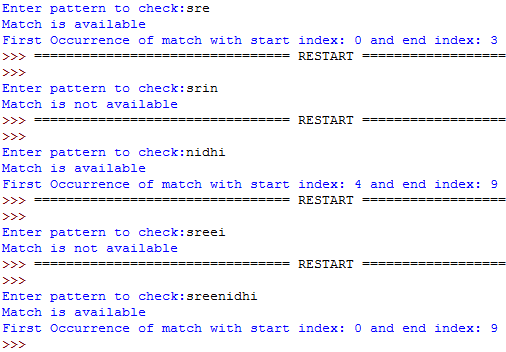 Enter pattern to check:sre
Match is available
First Occurrence of match with start index: 0 and end index: 3
>>> ================================ RESTART ==================
>>>
Enter pattern to check:srin
Match is not available
>>> ================================ RESTART ==================
>>>
Enter pattern to check:nidhi
Match is available
First Occurrence of match with start index: 4 and end index: 9
>>> ================================ RESTART ==================
>>>
Enter pattern to check:sreei
Match is not available
>>> ================================ RESTART ==================
>>>
Enter pattern to check:sreenidhi
Match is available
First Occurrence of match with start index: 0 and end index: 9
>>>